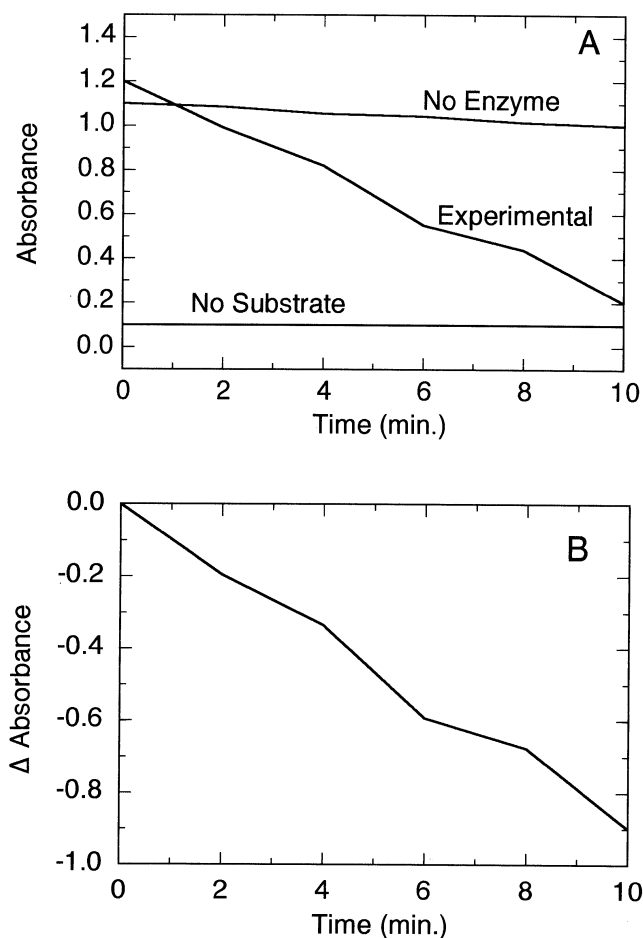 A
1.4
1.2
1.0
0.8
0.6
0.4
0.2
0.0
Absorbance
No Enzyme
Experimental
No Substrate
0 2 4 6 8 10
Time (min.)
B
0.0
-0.2
-0.4
-0.6
-0.8
-1.0
Δ Absorbance
0 2 4 6 8 10
Time (min.)